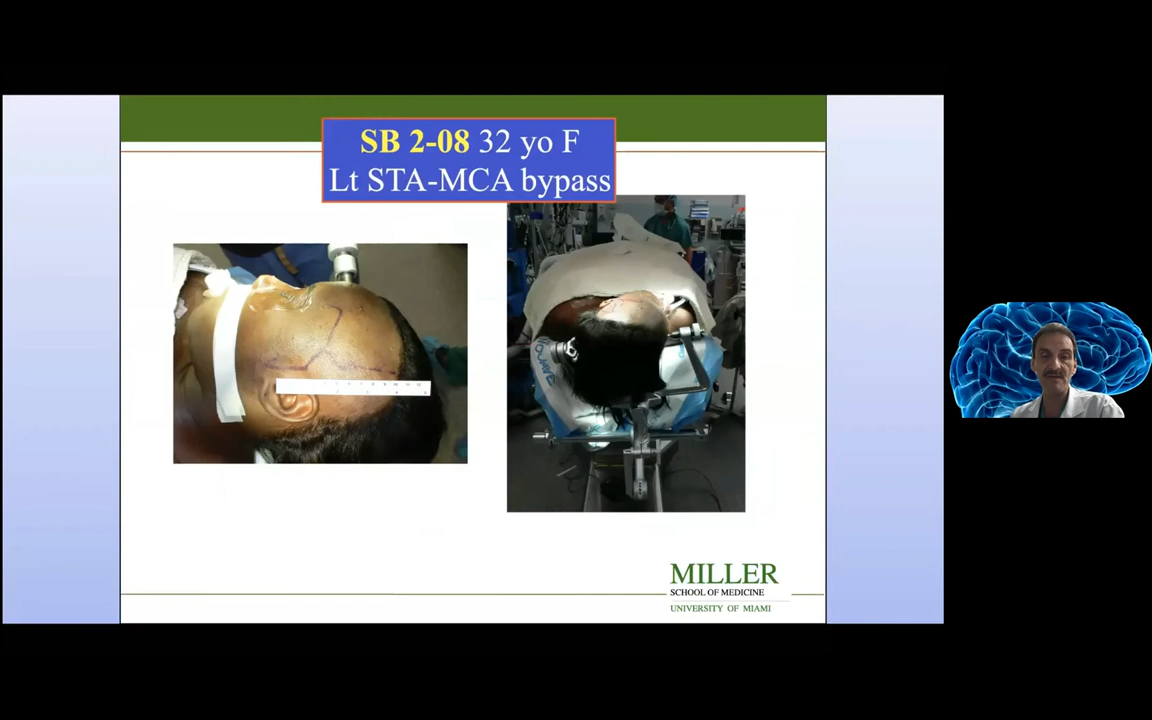 SB 2-08 32 yo F
Lt STA-MCA bypass
MILLER
SCHOOL OF MEDICINE
UNIVERSITY OF MIAMI